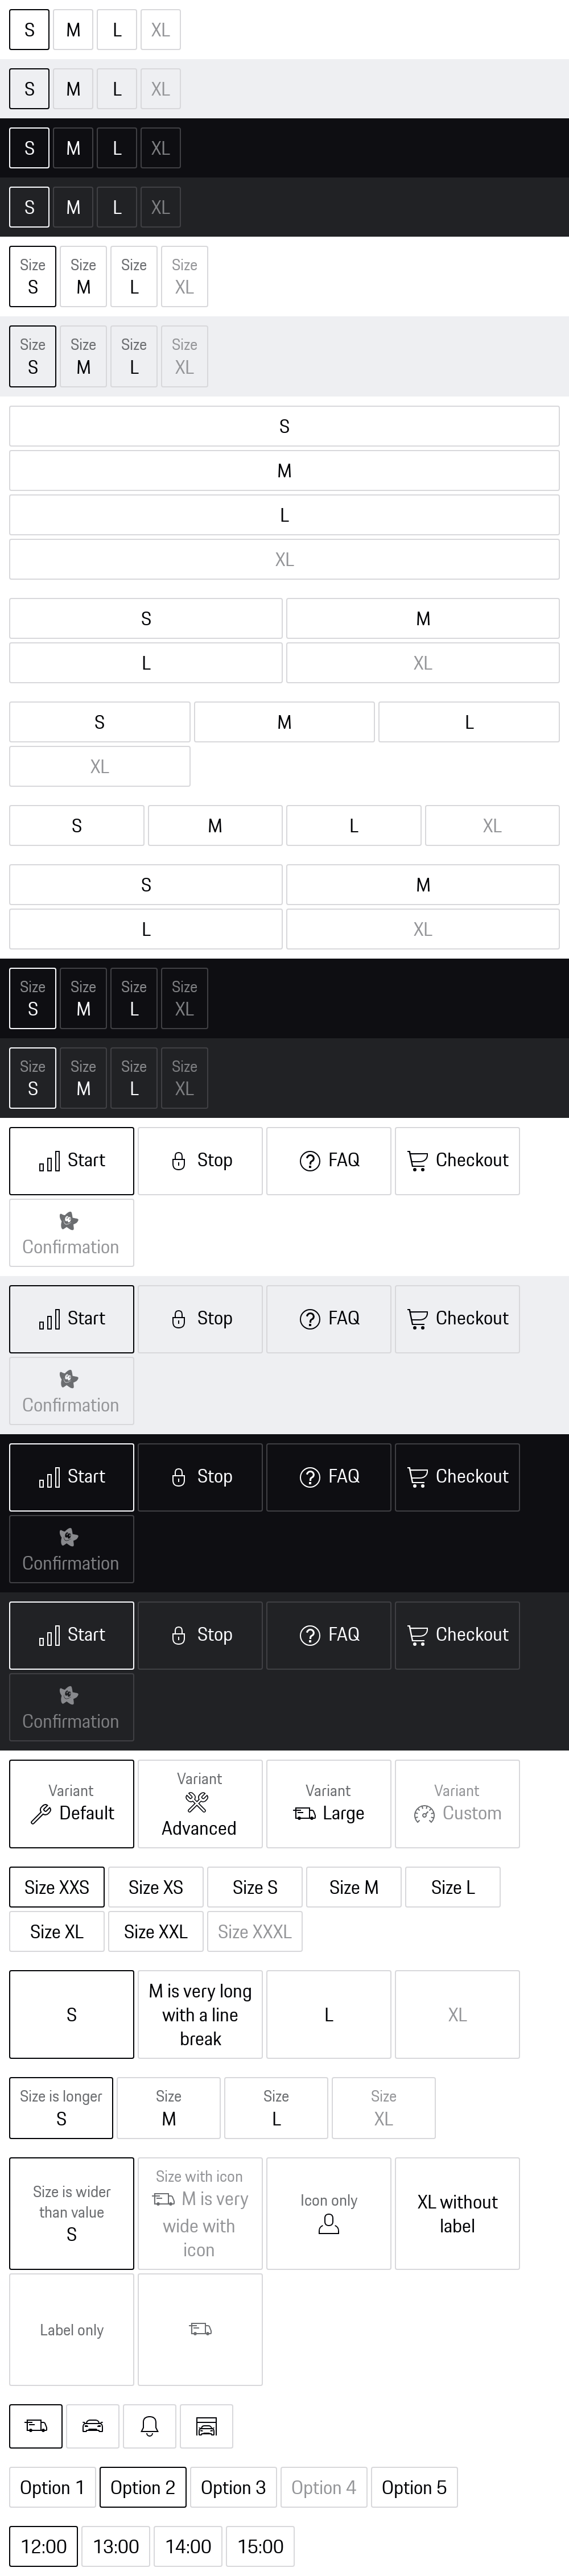 S M L XL
S M L XL
S M L XL
S M L XL
Size Size Size Size
S M L XL
Size Size Size Size
S M L XL
S
M
L
XL
S M
L XL
S M L
XL
S M L XL
S M
L XL
Size Size Size Size
S M L XL
Size Size Size Size
S M L XL
Start Stop FAQ Checkout
Confirmation
Start Stop FAQ Checkout
Confirmation
Start Stop FAQ Checkout
Confirmation
Start Stop FAQ Checkout
Confirmation
Variant
Default
Variant
Advanced
Variant
Large
Variant
Custom
Size XXS Size XS Size S Size M Size L
Size XL Size XXL Size XXXL
S
M is very long
with a line
break
L
XL
Size is longer Size Size Size
S M L XL
Size is wider
than value
S
Size with icon
M is very
wide with
icon
Icon only
XL without
label
Label only
Option 1 Option 2 Option 3 Option 4 Option 5
12:00 13:00 14:00 15:00